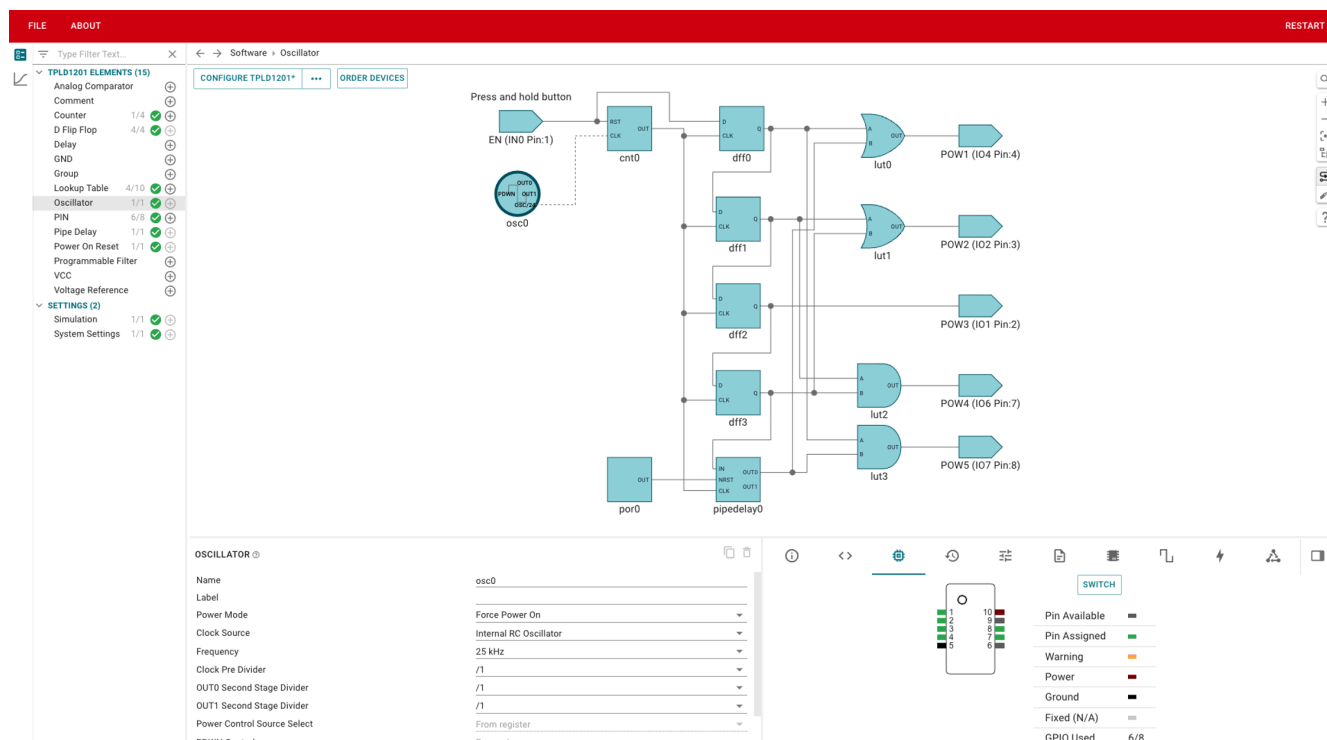 FILE ABOUT RESTART
Type Filter Text...
Software › Oscillator
TPLD1201 ELEMENTS (15)
Analog Comparator
Comment
Counter 1/4
D Flip Flop 4/4
Delay
GND
Group
Lookup Table 4/10
Oscillator 1/1
PIN 6/8
Pipe Delay 1/1
Power On Reset 1/1
Programmable Filter
VCC
Voltage Reference
SETTINGS (2)
Simulation 1/1
System Settings 1/1
CONFIGURE TPLD1201* ••• ORDER DEVICES
Press and hold button
EN (IN0 Pin:1)
RST
OUT
CLK
cnt0
D
Q
CLK
dff0
A
OUT
B
lut0
POW1 (IO4 Pin:4)
OUT0
PDWN OUT1
OSC/24
osc0
D
Q
CLK
dff1
A
OUT
B
lut1
POW2 (IO2 Pin:3)
D
Q
CLK
dff2
POW3 (IO1 Pin:2)
D
Q
CLK
dff3
A
OUT
B
lut2
POW4 (IO6 Pin:7)
A
OUT
B
lut3
POW5 (IO7 Pin:8)
OUT
por0
IN
OUT0
NRST
OUT1
CLK
pipedelay0
OSCILLATOR
Name osc0
Label
Power Mode Force Power On
Clock Source Internal RC Oscillator
Frequency 25 kHz
Clock Pre Divider /1
OUT0 Second Stage Divider /1
OUT1 Second Stage Divider /1
Power Control Source Select From register
SWITCH
1 10
2 9
3 8
4 7
5 6
Pin Available
Pin Assigned
Warning
Power
Ground
Fixed (N/A)
GPIO Used 6/8